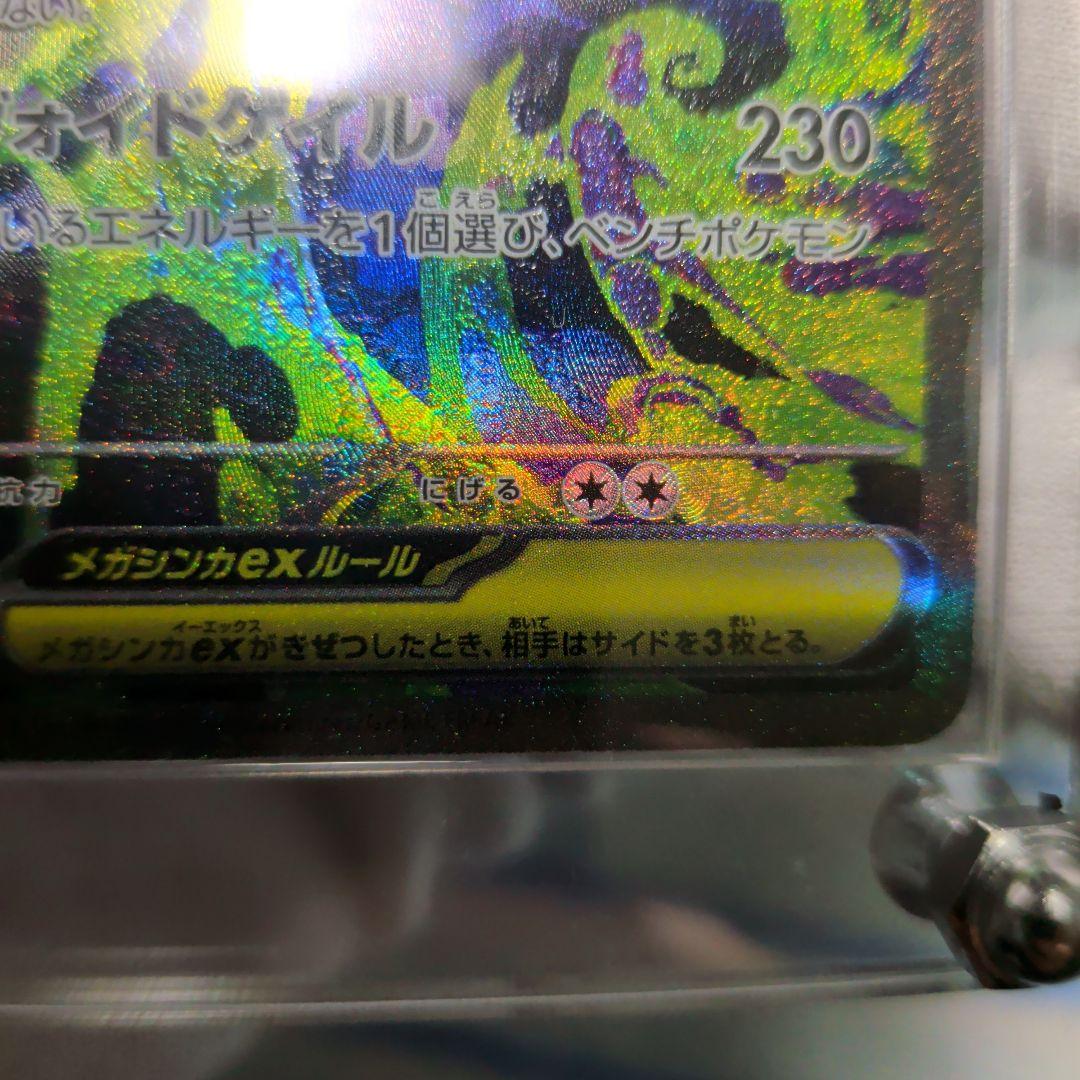 ない。
ヴォイドゲイル 230
いるエネルギーを1個選び、ベンチポケモン
こ えら
抗力 にげる
メガシンカexルール
イーエックス あいて まい
メガシンカexがきぜつしたとき、相手はサイドを3枚とる。